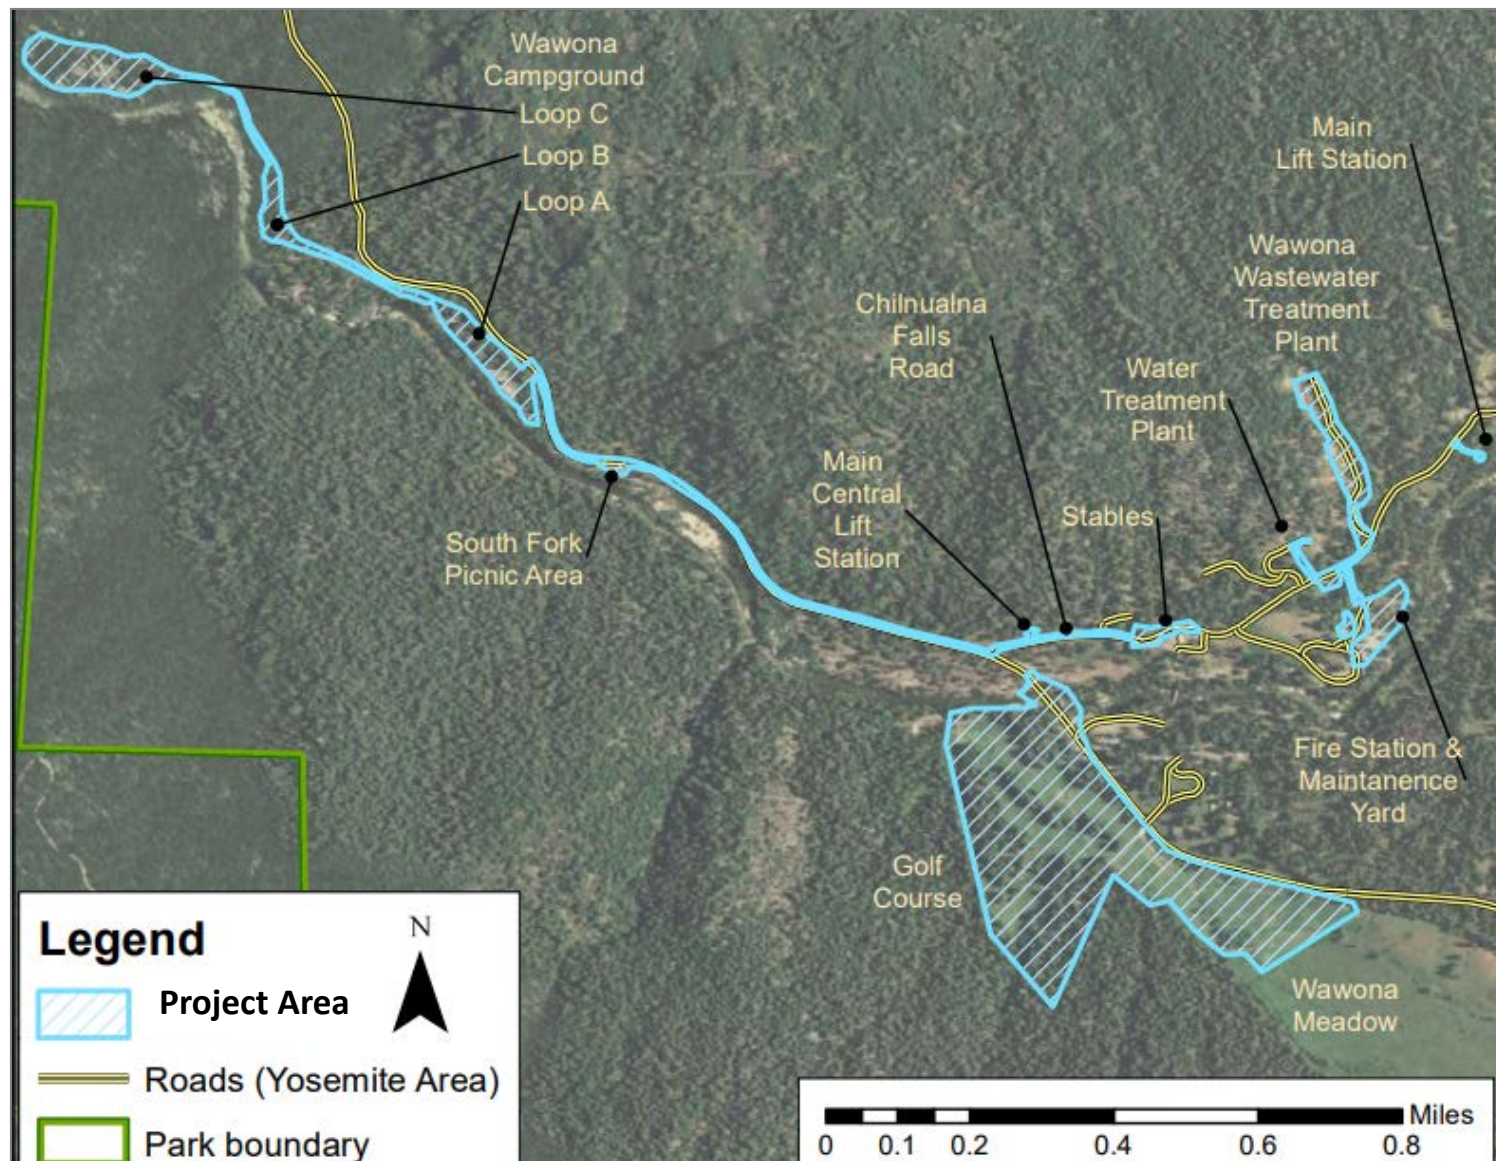 Wawona
Campground
Loop C
Loop B
Loop A
Main
Lift Station
Wawona
Wastewater
Treatment
Plant
Chilnualna
Falls
Road
Water
Treatment
Plant
Main
Central
Lift
Station
Stables
South Fork
Picnic Area
Fire Station &
Maintanence
Yard
Golf
Course
Wawona
Meadow
Legend
N
Project Area
Roads (Yosemite Area)
Park boundary
Miles
0 0.1 0.2 0.4 0.6 0.8